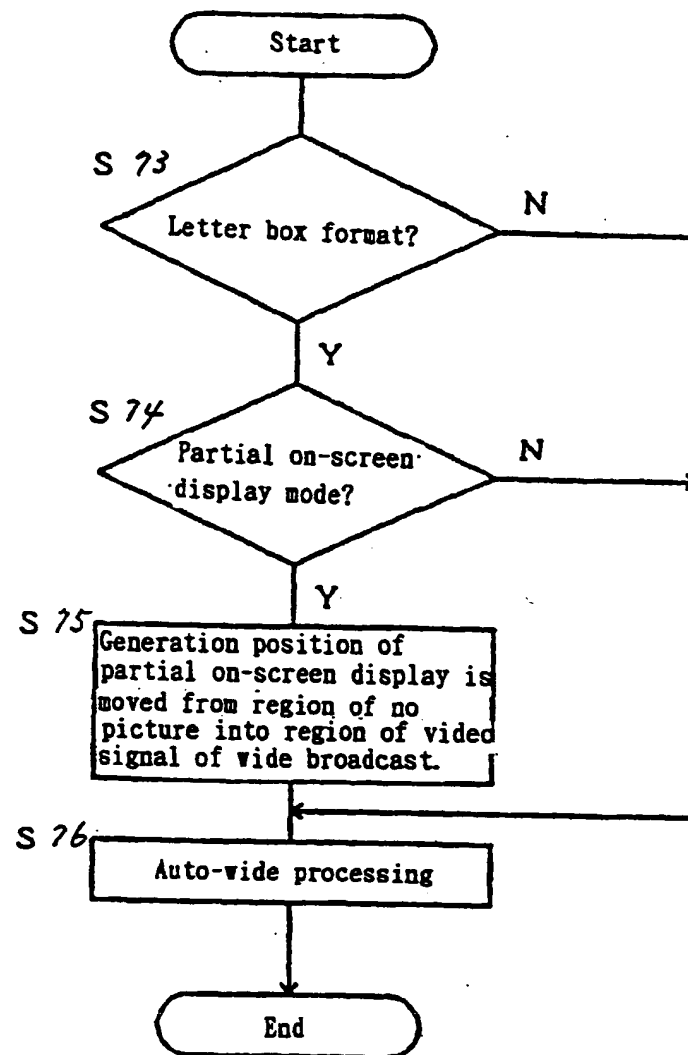 Start
S 73
Letter box format?
N
Y
S 74
Partial on-screen
display mode?
N
Y
S 75
Generation position of
partial on-screen display is
moved from region of no
picture into region of video
signal of wide broadcast.
S 76
Auto-wide processing
End